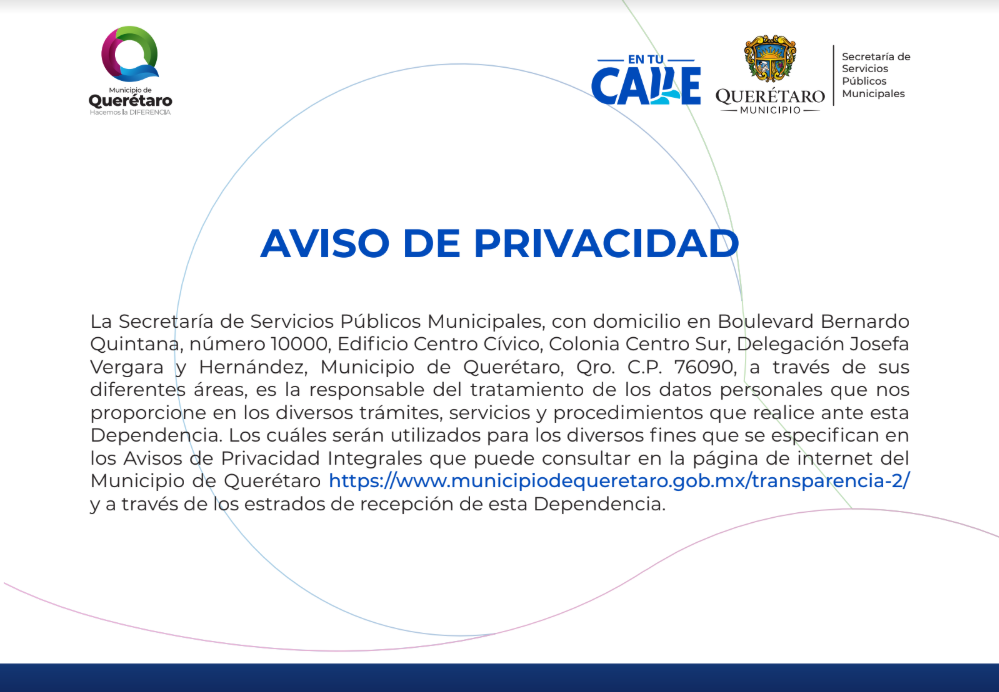 Municipio de
Querétaro
Hacemos la DIFERENCIA
EN TU
CALLE
QUERÉTARO
MUNICIPIO
Secretaría de
Servicios
Públicos
Municipales
AVISO DE PRIVACIDAD
La Secretaría de Servicios Públicos Municipales, con domicilio en Boulevard Bernardo
Quintana, número 10000, Edificio Centro Cívico, Colonia Centro Sur, Delegación Josefa
Vergara y Hernández, Municipio de Querétaro, Qro. C.P. 76090, a través de sus
diferentes áreas, es la responsable del tratamiento de los datos personales que nos
proporcione en los diversos trámites, servicios y procedimientos que realice ante esta
Dependencia. Los cuáles serán utilizados para los diversos fines que se especifican en
los Avisos de Privacidad Integrales que puede consultar en la página de internet del
Municipio de Querétaro https://www.municipiodequeretaro.gob.mx/transparencia-2/
y a través de los estrados de recepción de esta Dependencia.